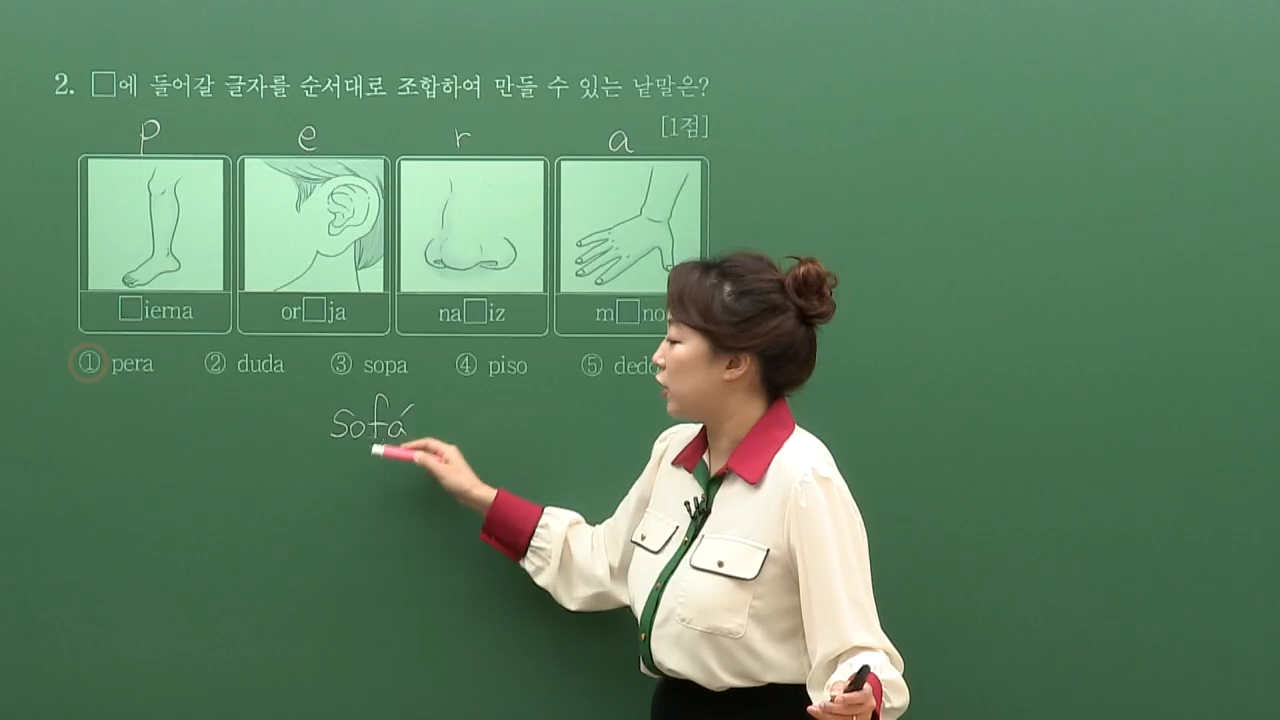 2. □에 들어갈 글자를 순서대로 조합하여 만들 수 있는 낱말은?
[1점]
p e r a
□ierna or□ja na□iz m□no
① pera ② duda ③ sopa ④ piso ⑤ dedo
sofá